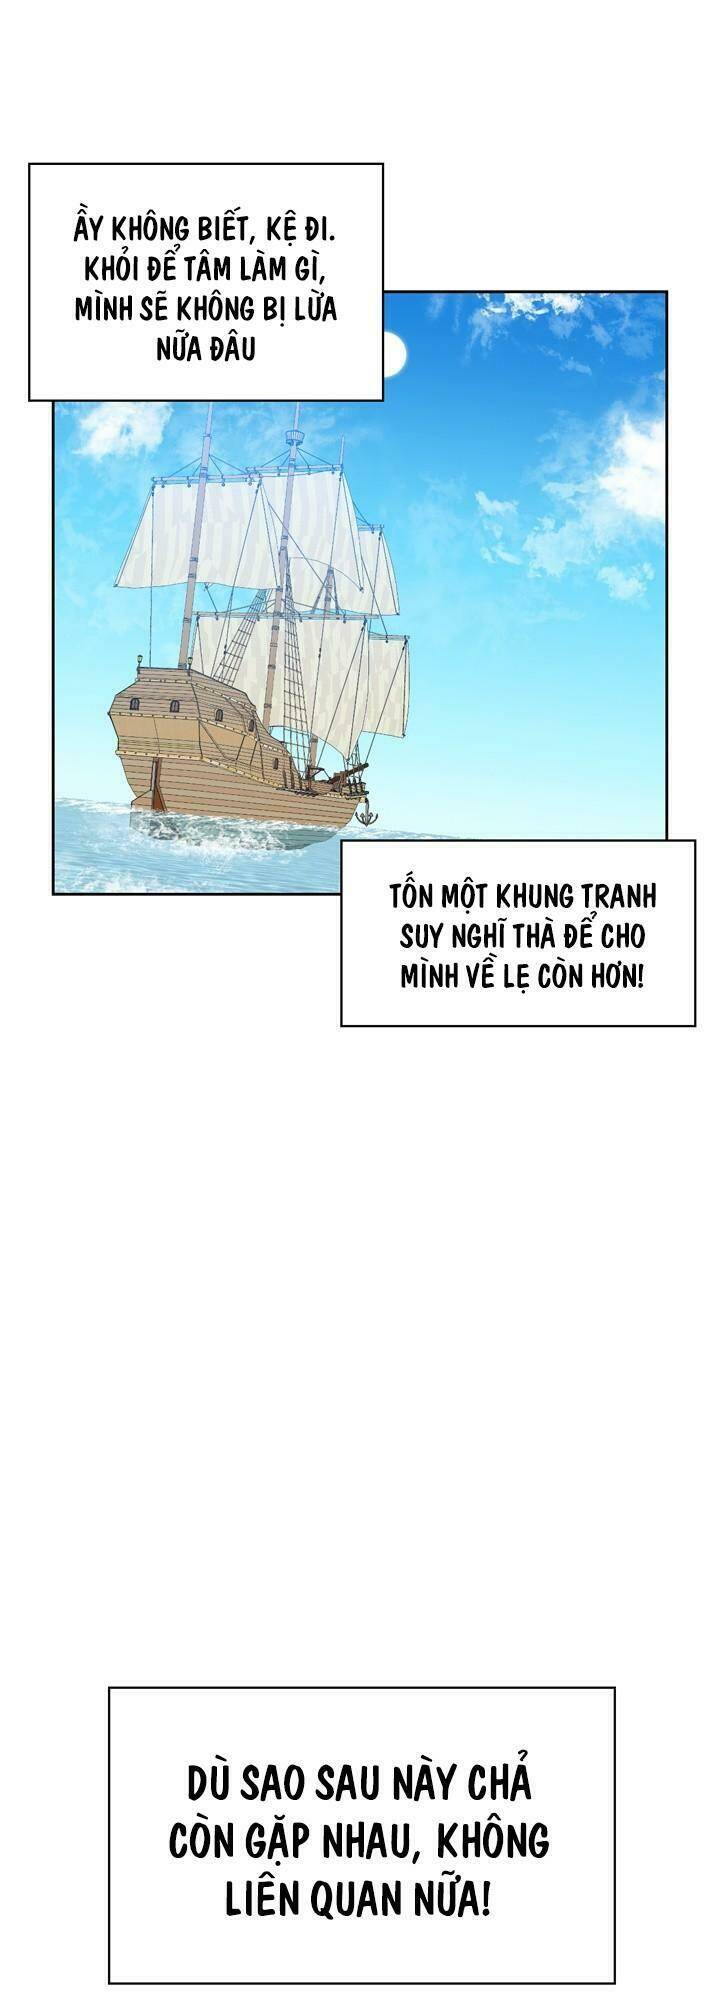 ẦY KHÔNG BIẾT, KỆ ĐI.
KHỎI ĐỂ TÂM LÀM GÌ,
MÌNH SẼ KHÔNG BỊ LỪA
NỮA ĐÂU
TỐN MỘT KHUNG TRANH
SUY NGHĨ THÀ ĐỂ CHO
MÌNH VỀ LẸ CÒN HƠN!
DÙ SAO SAU NÀY CHẢ
CÒN GẶP NHAU, KHÔNG
LIÊN QUAN NỮA!